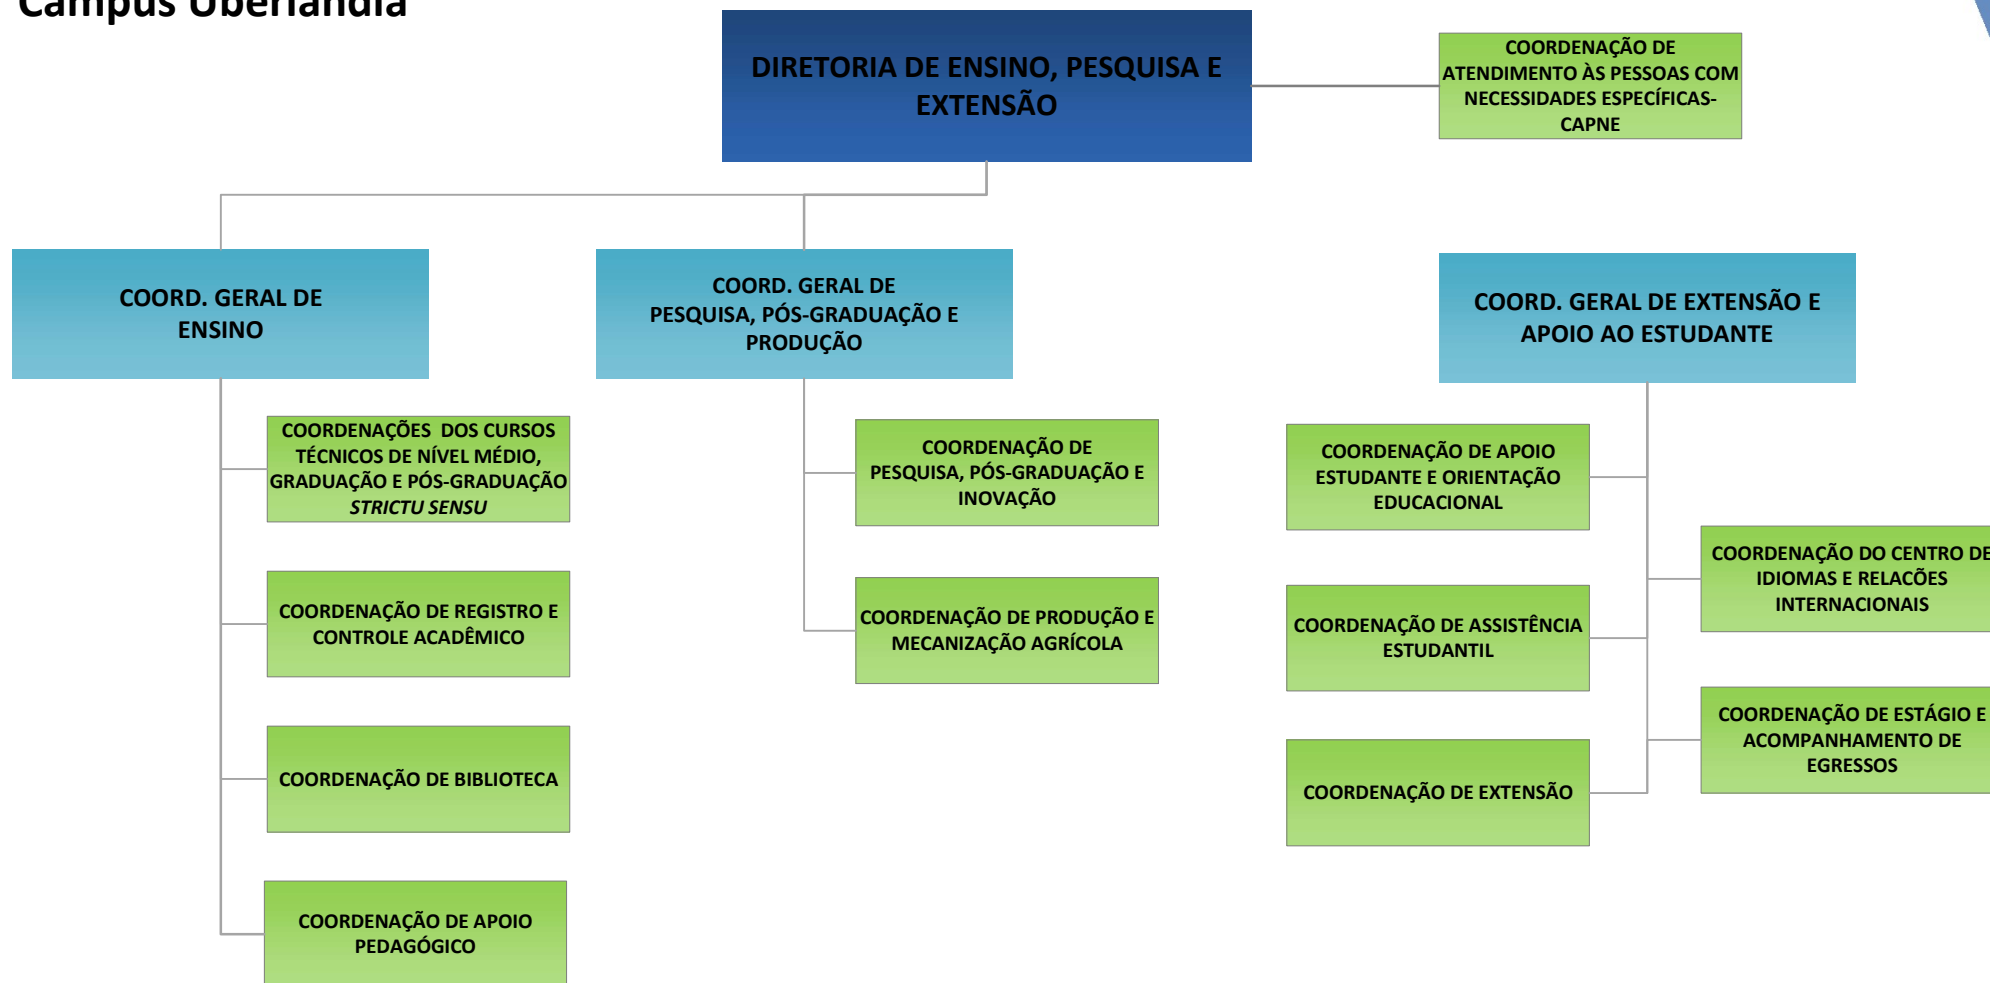 Campus Uberlândia
DIRETORIA DE ENSINO, PESQUISA E
EXTENSÃO
COORDENAÇÃO DE
ATENDIMENTO ÀS PESSOAS COM
NECESSIDADES ESPECÍFICAS-
CAPNE
COORD. GERAL DE
ENSINO
COORD. GERAL DE
PESQUISA, PÓS-GRADUAÇÃO E
PRODUÇÃO
COORD. GERAL DE EXTENSÃO E
APOIO AO ESTUDANTE
COORDENAÇÕES DOS CURSOS
TÉCNICOS DE NÍVEL MÉDIO,
GRADUAÇÃO E PÓS-GRADUAÇÃO
STRICTU SENSU
COORDENAÇÃO DE REGISTRO E
CONTROLE ACADÊMICO
COORDENAÇÃO DE BIBLIOTECA
COORDENAÇÃO DE APOIO
PEDAGÓGICO
COORDENAÇÃO DE
PESQUISA, PÓS-GRADUAÇÃO E
INOVAÇÃO
COORDENAÇÃO DE PRODUÇÃO E
MECANIZAÇÃO AGRÍCOLA
COORDENAÇÃO DE APOIO
ESTUDANTE E ORIENTAÇÃO
EDUCACIONAL
COORDENAÇÃO DE ASSISTÊNCIA
ESTUDANTIL
COORDENAÇÃO DE EXTENSÃO
COORDENAÇÃO DO CENTRO DE
IDIOMAS E RELACÕES
INTERNACIONAIS
COORDENAÇÃO DE ESTÁGIO E
ACOMPANHAMENTO DE
EGRESSOS